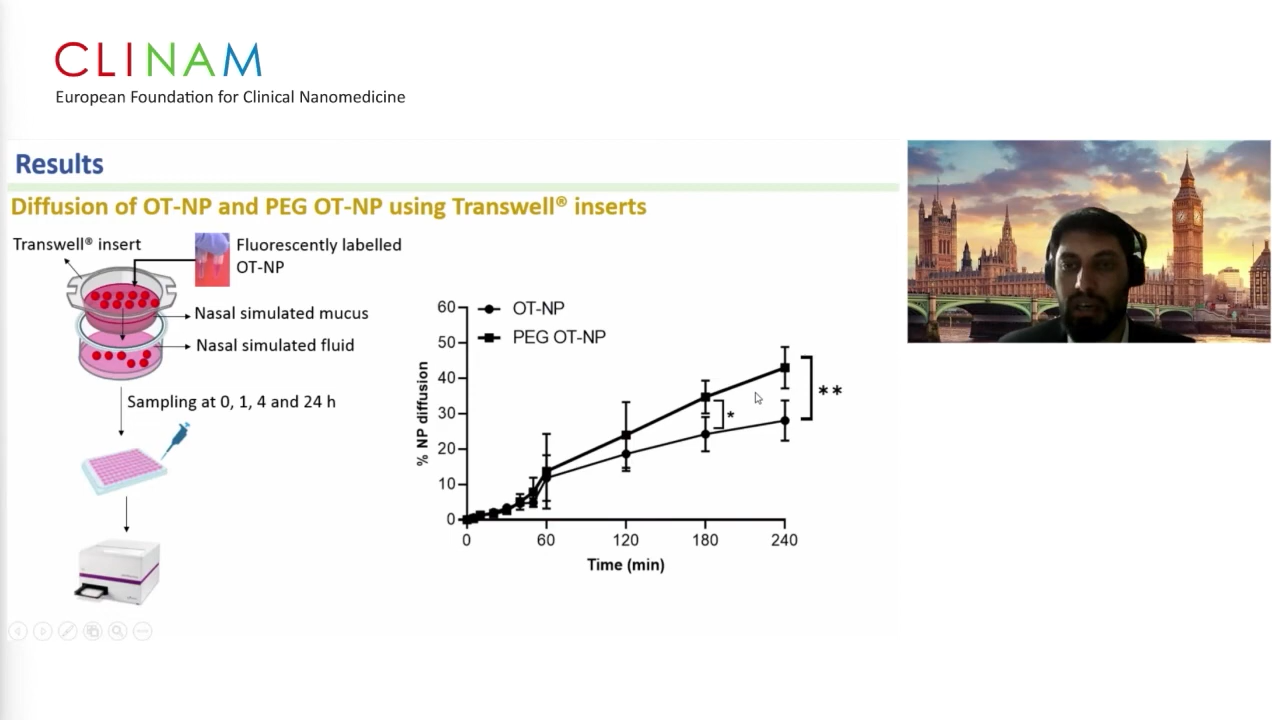 CLINAM
European Foundation for Clinical Nanomedicine
Results
Diffusion of OT-NP and PEG OT-NP using Transwell® inserts
Transwell® insert
Fluorescently labelled
OT-NP
Nasal simulated mucus
Nasal simulated fluid
Sampling at 0, 1, 4 and 24 h
OT-NP
PEG OT-NP
% NP diffusion
60
50
40
30
20
10
0
*
**
0 60 120 180 240
Time (min)